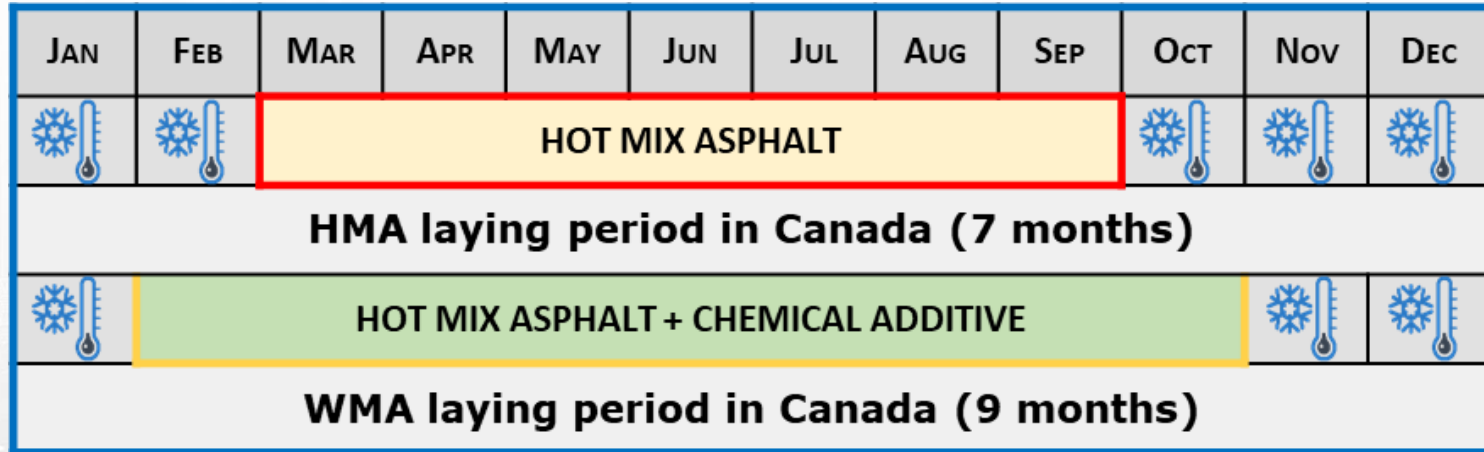 Jan Feb Mar Apr May Jun Jul Aug Sep Oct Nov Dec
HOT MIX ASPHALT
HMA laying period in Canada (7 months)
HOT MIX ASPHALT + CHEMICAL ADDITIVE
WMA laying period in Canada (9 months)